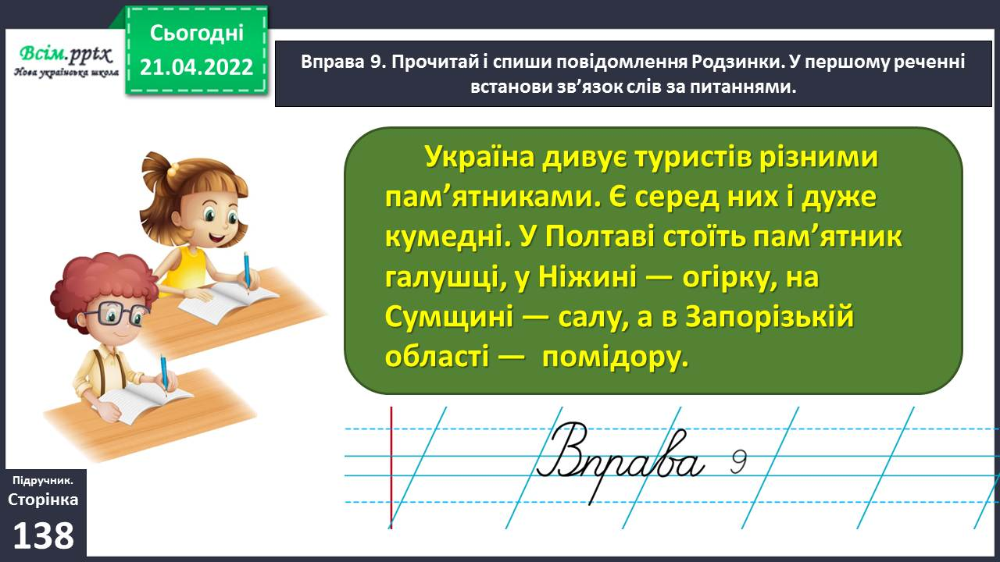 Всім.pptx
Нова українська школа
Сьогодні
21.04.2022
Вправа 9. Прочитай і спиши повідомлення Родзинки. У першому реченні
встанови зв’язок слів за питаннями.
Україна дивує туристів різними
пам’ятниками. Є серед них і дуже
кумедні. У Полтаві стоїть пам’ятник
галушці, у Ніжині — огірку, на
Сумщині — салу, а в Запорізькій
області — помідору.
Вправа 9
Підручник.
Сторінка
138